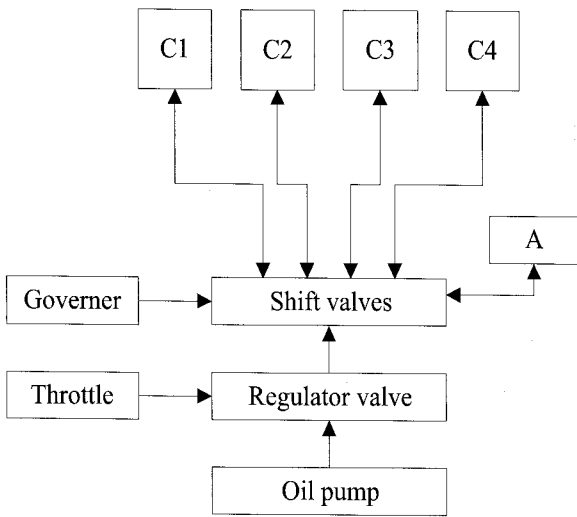 C1
C2
C3
C4
A
Governer
Shift valves
Throttle
Regulator valve
Oil pump